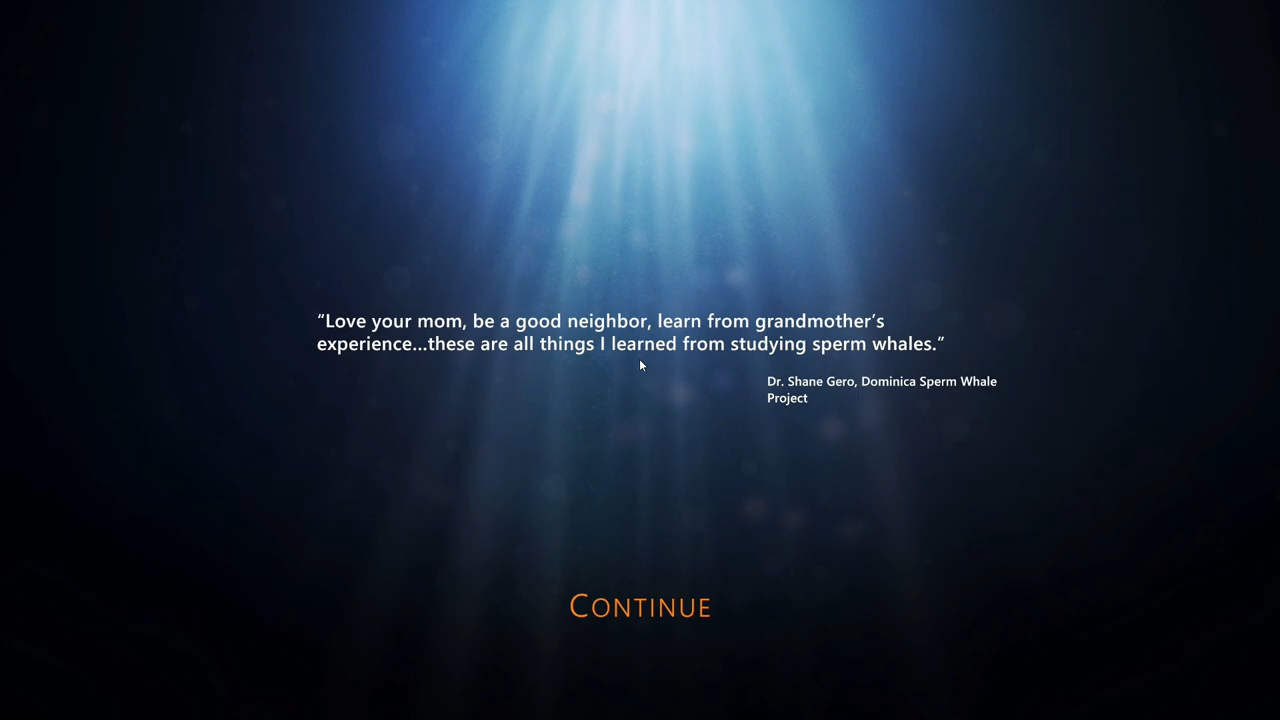 “Love your mom, be a good neighbor, learn from grandmother’s
experience...these are all things I learned from studying sperm whales.”
Dr. Shane Gero, Dominica Sperm Whale
Project
CONTINUE